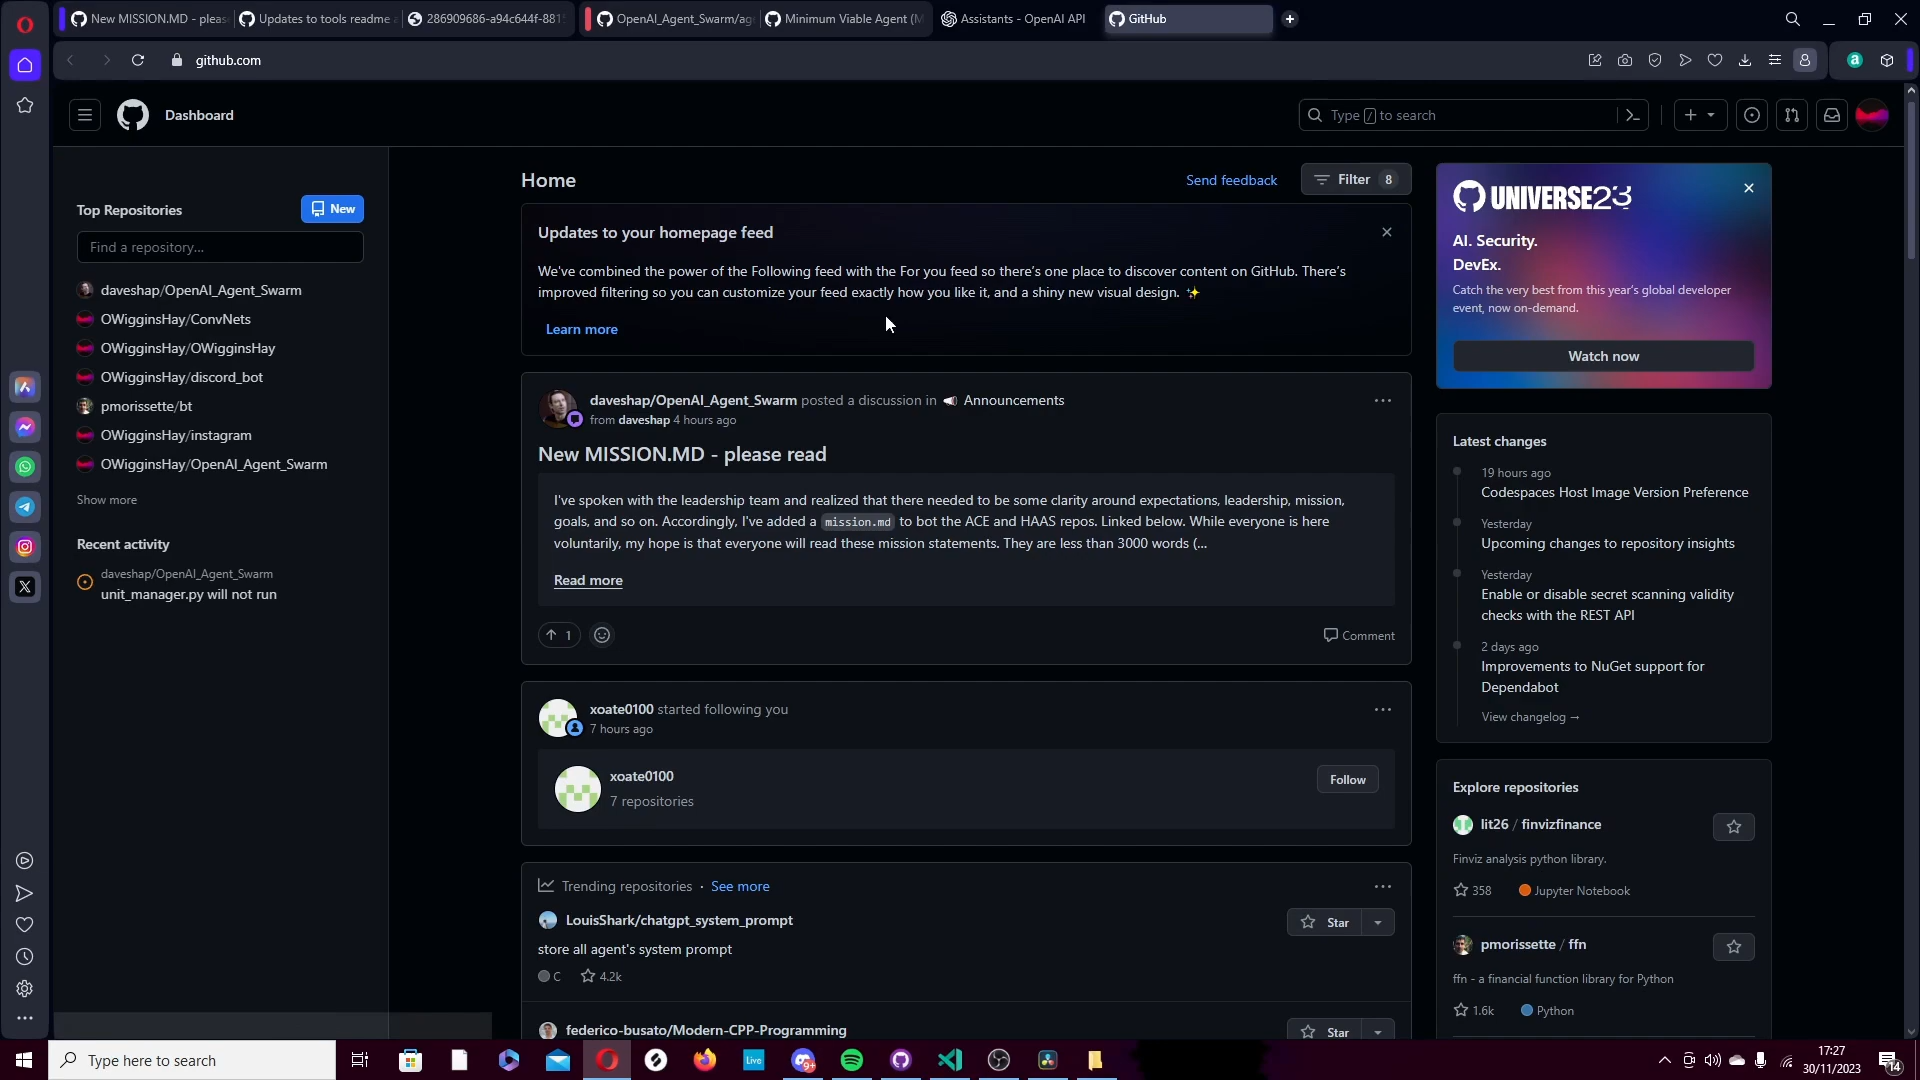 New MISSION.MD - pleas
Updates to tools readme a
286909686-a94c644f-881
OpenAI_Agent_Swarm/age
Minimum Viable Agent (M
Assistants - OpenAI API
GitHub
github.com
a
Dashboard
Type / to search
Top Repositories
New
Find a repository...
daveshap/OpenAI_Agent_Swarm
OWigginsHay/ConvNets
OWigginsHay/OWigginsHay
OWigginsHay/discord_bot
pmorissette/bt
OWigginsHay/instagram
OWigginsHay/OpenAI_Agent_Swarm
Show more
Recent activity
daveshap/OpenAI_Agent_Swarm
unit_manager.py will not run
Home
Send feedback
Filter 8
Updates to your homepage feed
We've combined the power of the Following feed with the For you feed so there's one place to discover content on GitHub. There's
improved filtering so you can customize your feed exactly how you like it, and a shiny new visual design. ✨
Learn more
daveshap/OpenAI_Agent_Swarm posted a discussion in 📣 Announcements
from daveshap 4 hours ago
New MISSION.MD - please read
I've spoken with the leadership team and realized that there needed to be some clarity around expectations, leadership, mission,
goals, and so on. Accordingly, I've added a mission.md to bot the ACE and HAAS repos. Linked below. While everyone is here
voluntarily, my hope is that everyone will read these mission statements. They are less than 3000 words (...
Read more
1
Comment
xoate0100 started following you
7 hours ago
xoate0100
7 repositories
Follow
Trending repositories · See more
LouisShark/chatgpt_system_prompt
Star
store all agent's system prompt
C
4.2k
federico-busato/Modern-CPP-Programming
Star
UNIVERSE23
AI. Security.
DevEx.
Catch the very best from this year's global developer
event, now on-demand.
Watch now
Latest changes
19 hours ago
Codespaces Host Image Version Preference
Yesterday
Upcoming changes to repository insights
Yesterday
Enable or disable secret scanning validity
checks with the REST API
2 days ago
Improvements to NuGet support for
Dependabot
View changelog →
Explore repositories
lit26 / finvizfinance
Finviz analysis python library.
358
Jupyter Notebook
pmorissette / ffn
ffn - a financial function library for Python
1.6k
Python
Type here to search
Live
9+
17:27
30/11/2023
14